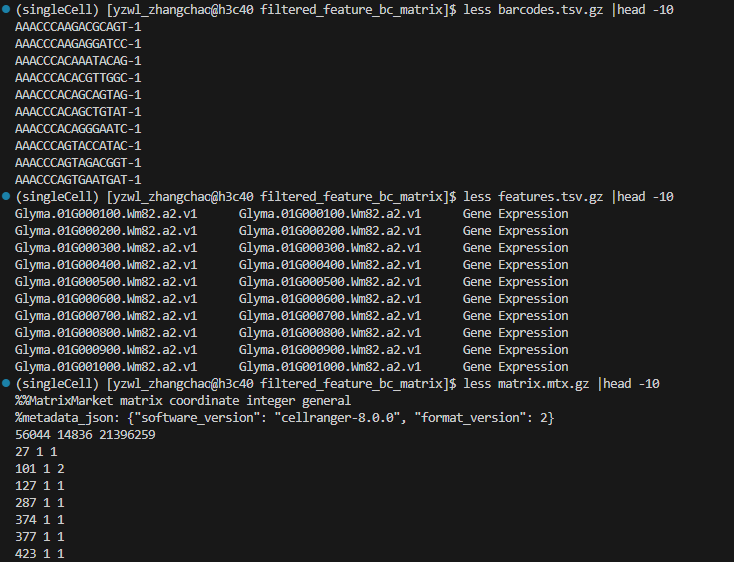 (singleCell) [yzwl_zhangchao@h3c40 filtered_feature_bc_matrix]$ less barcodes.tsv.gz |head -10
AAACCCAAGACGCAGT-1
AAACCCAAGAGGATCC-1
AAACCCACAAATACAG-1
AAACCCACACGTTGGC-1
AAACCCACAGCAGTAG-1
AAACCCACAGCTGTAT-1
AAACCCACAGGGAATC-1
AAACCCAGTACCATAC-1
AAACCCAGTAGACGGT-1
AAACCCAGTGAATGAT-1
(singleCell) [yzwl_zhangchao@h3c40 filtered_feature_bc_matrix]$ less features.tsv.gz |head -10
Glyma.01G000100.Wm82.a2.v1 Glyma.01G000100.Wm82.a2.v1 Gene Expression
Glyma.01G000200.Wm82.a2.v1 Glyma.01G000200.Wm82.a2.v1 Gene Expression
Glyma.01G000300.Wm82.a2.v1 Glyma.01G000300.Wm82.a2.v1 Gene Expression
Glyma.01G000400.Wm82.a2.v1 Glyma.01G000400.Wm82.a2.v1 Gene Expression
Glyma.01G000500.Wm82.a2.v1 Glyma.01G000500.Wm82.a2.v1 Gene Expression
Glyma.01G000600.Wm82.a2.v1 Glyma.01G000600.Wm82.a2.v1 Gene Expression
Glyma.01G000700.Wm82.a2.v1 Glyma.01G000700.Wm82.a2.v1 Gene Expression
Glyma.01G000800.Wm82.a2.v1 Glyma.01G000800.Wm82.a2.v1 Gene Expression
Glyma.01G000900.Wm82.a2.v1 Glyma.01G000900.Wm82.a2.v1 Gene Expression
Glyma.01G001000.Wm82.a2.v1 Glyma.01G001000.Wm82.a2.v1 Gene Expression
(singleCell) [yzwl_zhangchao@h3c40 filtered_feature_bc_matrix]$ less matrix.mtx.gz |head -10
%%MatrixMarket matrix coordinate integer general
%metadata_json: {"software_version": "cellranger-8.0.0", "format_version": 2}
56044 14836 21396259
27 1 1
101 1 2
127 1 1
287 1 1
374 1 1
377 1 1
423 1 1